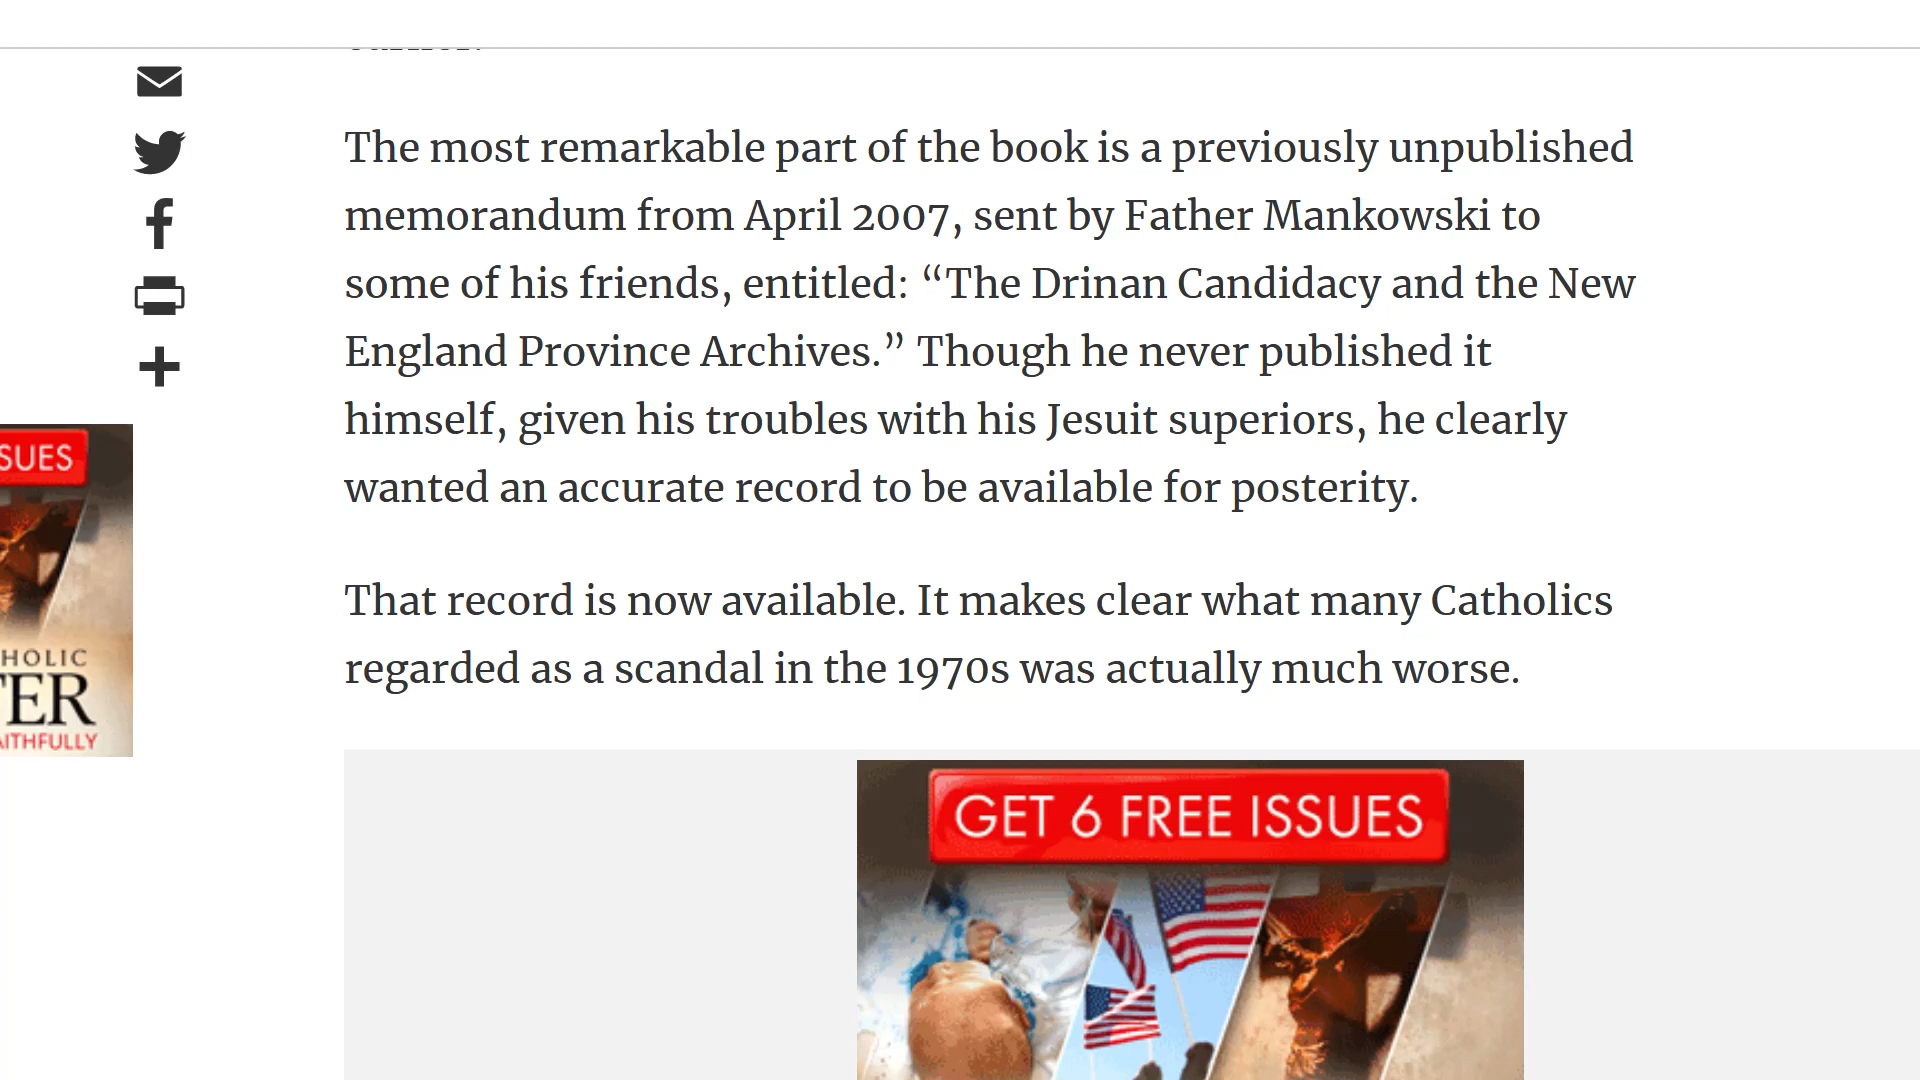 The most remarkable part of the book is a previously unpublished
memorandum from April 2007, sent by Father Mankowski to
some of his friends, entitled: “The Drinan Candidacy and the New
England Province Archives.” Though he never published it
himself, given his troubles with his Jesuit superiors, he clearly
wanted an accurate record to be available for posterity.
That record is now available. It makes clear what many Catholics
regarded as a scandal in the 1970s was actually much worse.
SUES
HOLIC
TER
AITHFULLY
GET 6 FREE ISSUES